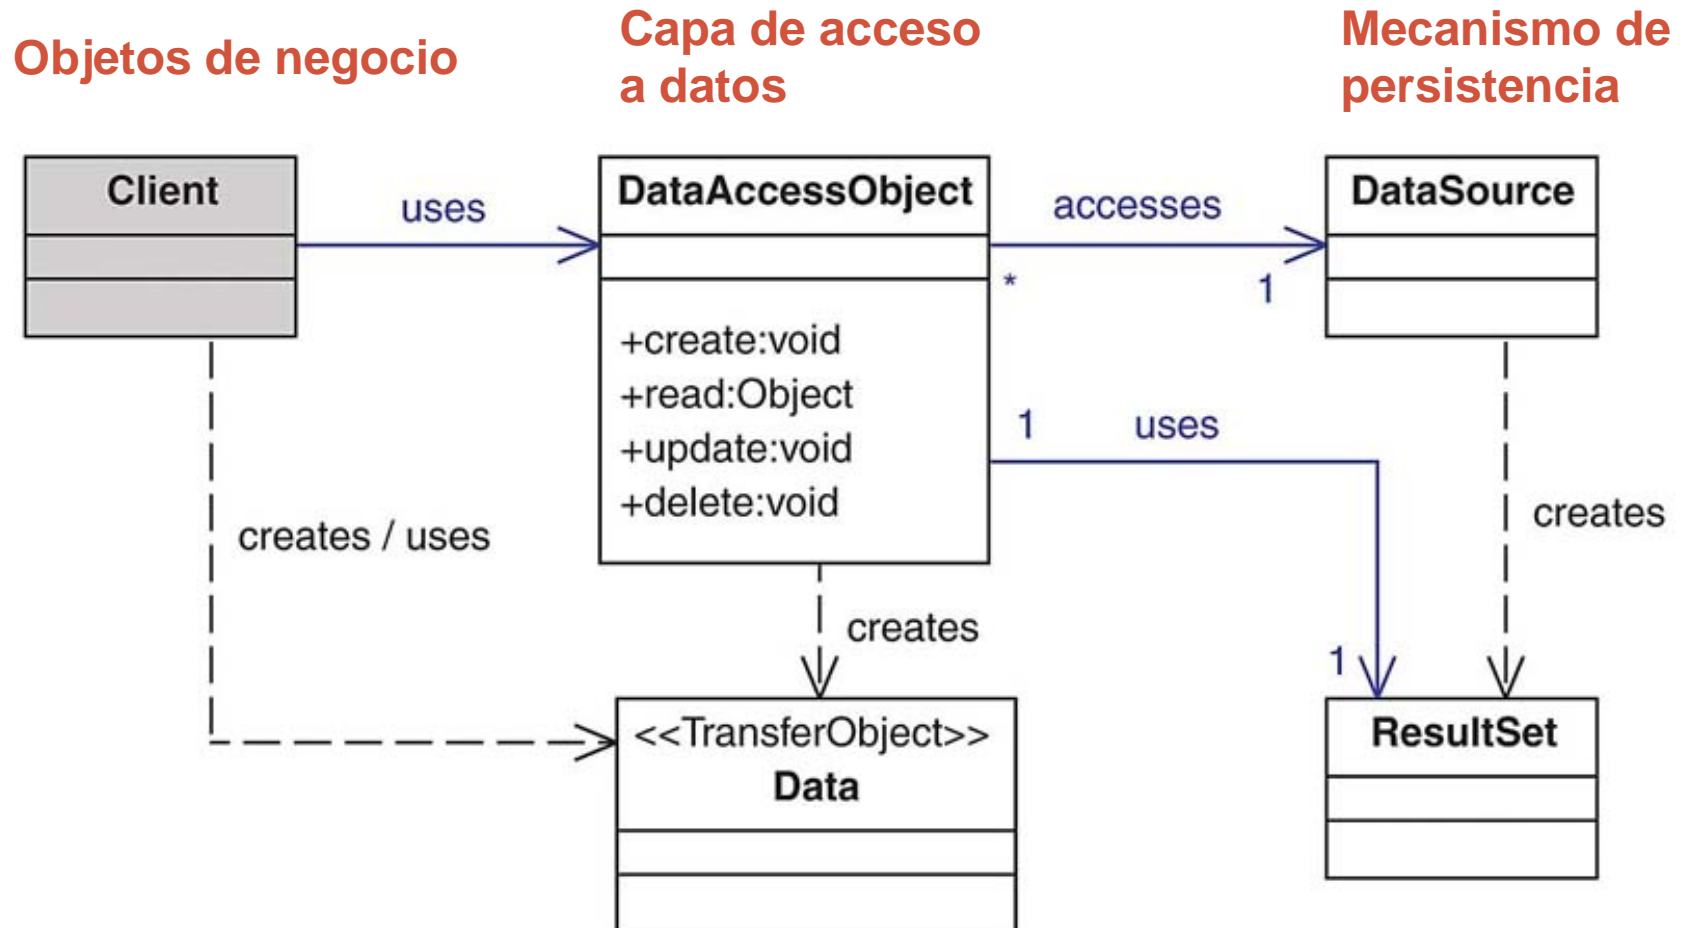 Objetos de negocio
Capa de acceso
a datos
Mecanismo de
persistencia
Client
uses
DataAccessObject
accesses
DataSource
*
1
+create:void
+read:Object
+update:void
+delete:void
1
uses
creates / uses
creates
creates
1
<<TransferObject>>
Data
ResultSet